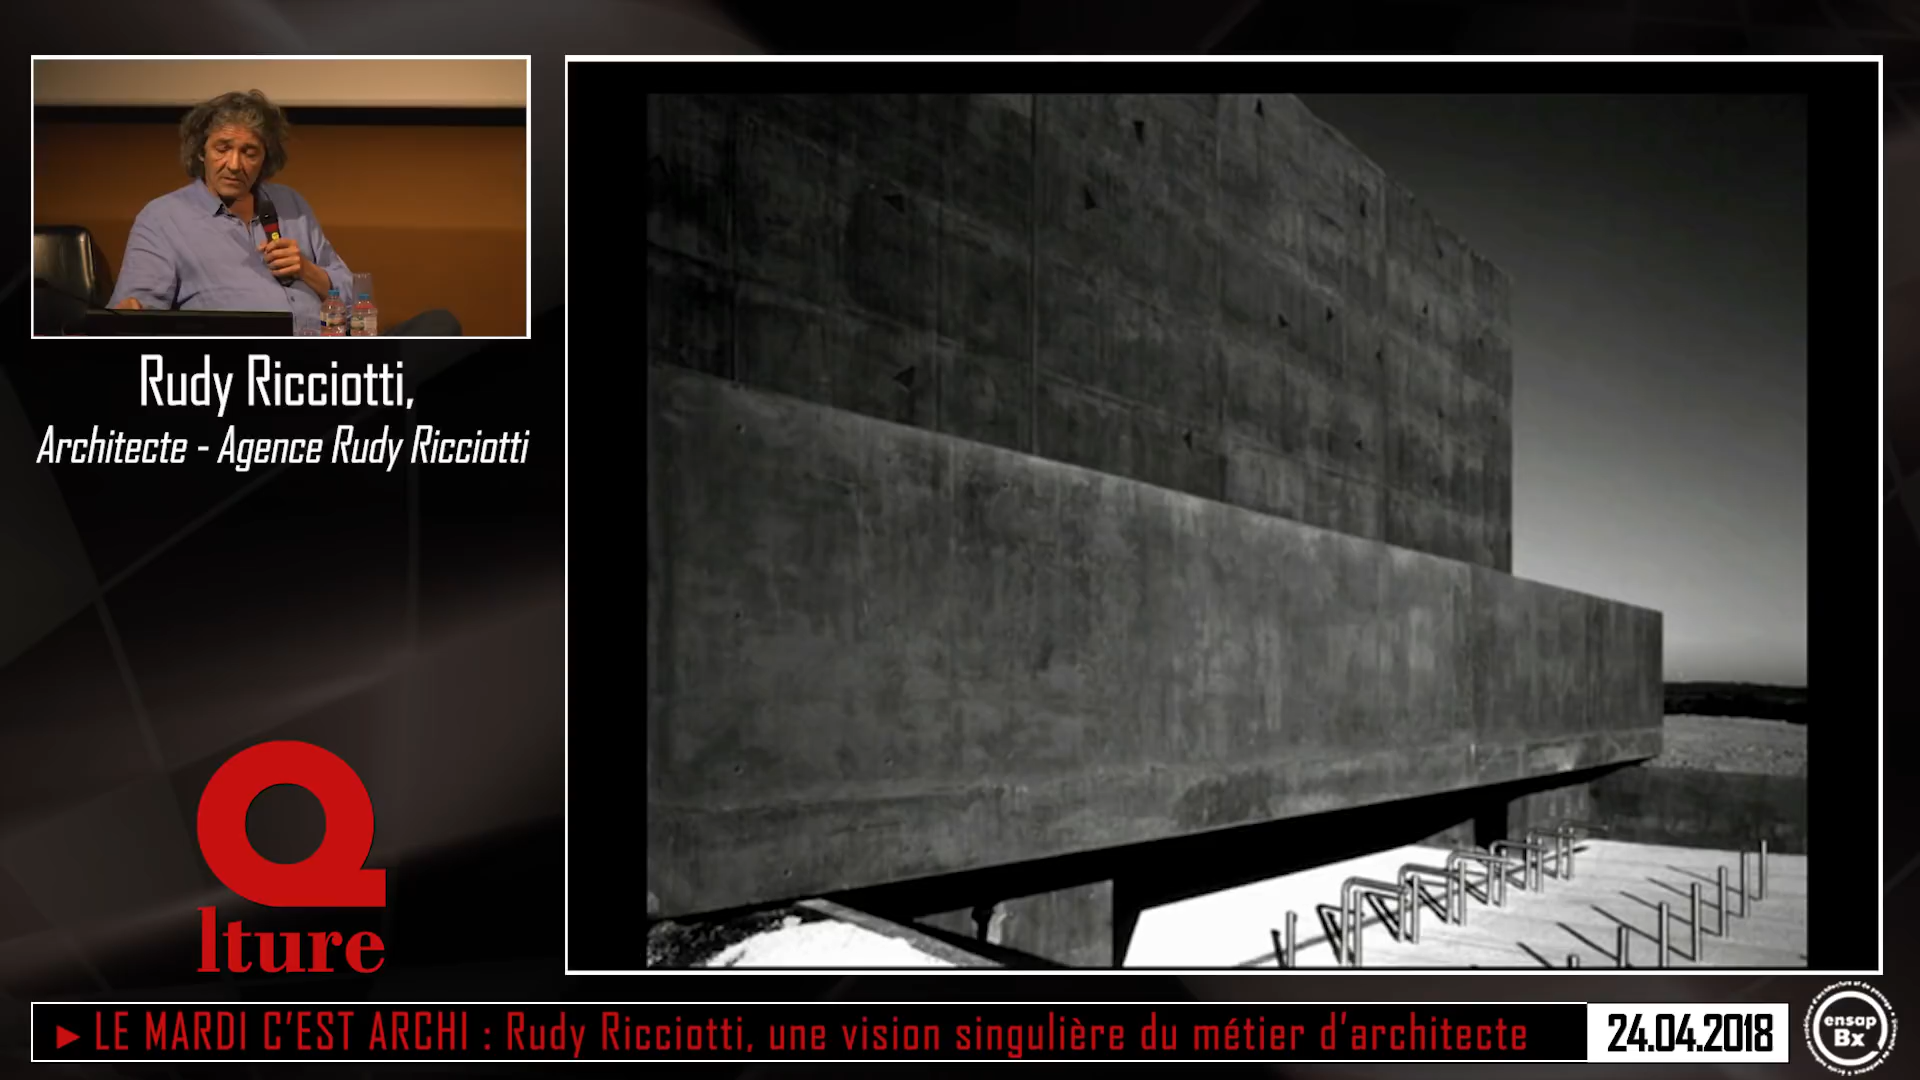 Rudy Ricciotti,
Architecte - Agence Rudy Ricciotti
Q
lture
► LE MARDI C'EST ARCHI : Rudy Ricciotti, une vision singulière du métier d'architecte
24.04.2018
ensap
Bx